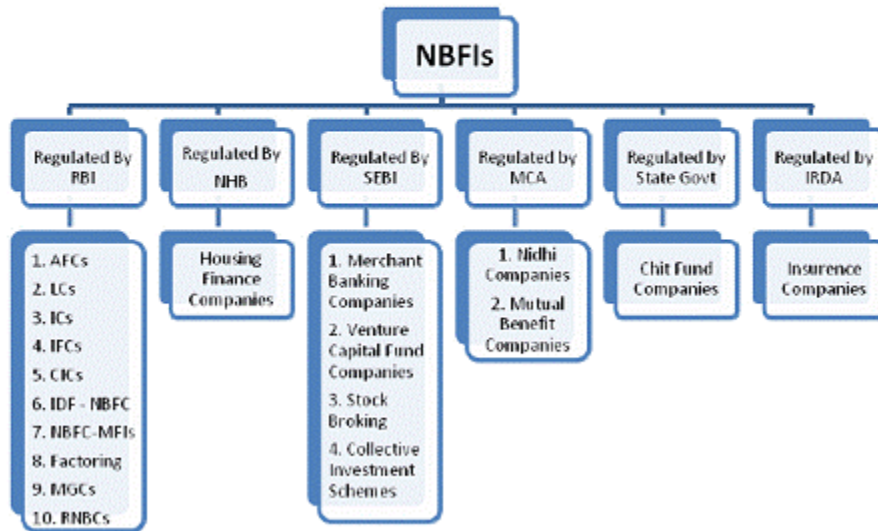 NBFIs
Regulated By
RBI
Regulated By
NHB
Regulated By
SEBI
Regulated by
MCA
Regulated by
State Govt
Regulated by
IRDA
1. AFCs
2. LCs
3. ICs
4. IFCs
5. CICs
6. IDF - NBFC
7. NBFC-MFIs
8. Factoring
9. MGCs
10. RNBCs
Housing
Finance
Companies
1. Merchant
Banking
Companies
2. Venture
Capital Fund
Companies
3. Stock
Broking
4. Collective
Investment
Schemes
1. Nidhi
Companies
2. Mutual
Benefit
Companies
Chit Fund
Companies
Insurence
Companies